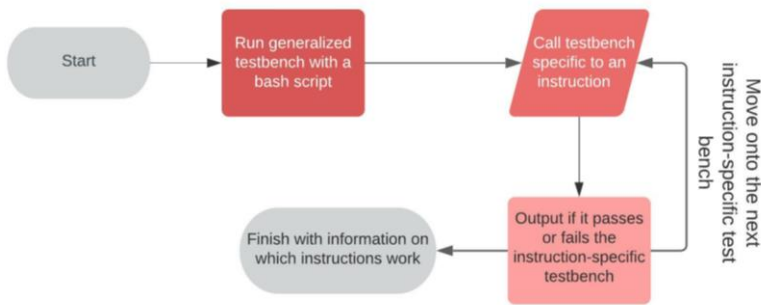 Start
Run generalized
testbench with a
bash script
Call testbench
specific to an
instruction
Move onto the next
instruction-specific test
bench
Output if it passes
or fails the
instruction-specific
testbench
Finish with information on
which instructions work